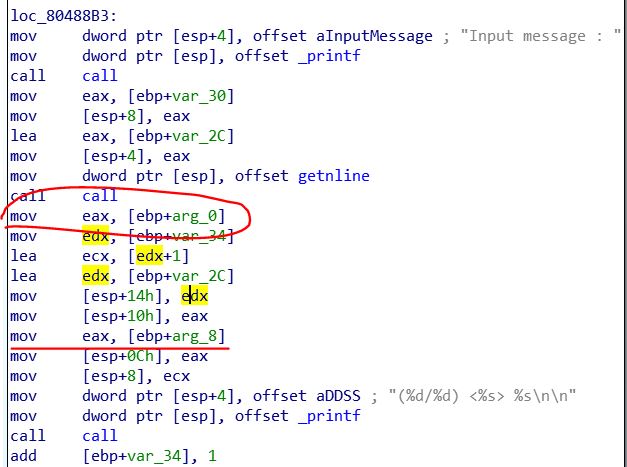 loc_80488B3:
mov dword ptr [esp+4], offset aInputMessage ; "Input message : "
mov dword ptr [esp], offset _printf
call call
mov eax, [ebp+var_30]
mov [esp+8], eax
lea eax, [ebp+var_2C]
mov [esp+4], eax
mov dword ptr [esp], offset getnline
call call
mov eax, [ebp+arg_0]
mov edx, [ebp+var_34]
lea ecx, [edx+1]
lea edx, [ebp+var_2C]
mov [esp+14h], edx
mov [esp+10h], eax
mov eax, [ebp+arg_8]
mov [esp+0Ch], eax
mov [esp+8], ecx
mov dword ptr [esp+4], offset aDDSS ; "(%d/%d) <%s> %s\n\n"
mov dword ptr [esp], offset _printf
call call
add [ebp+var_34], 1